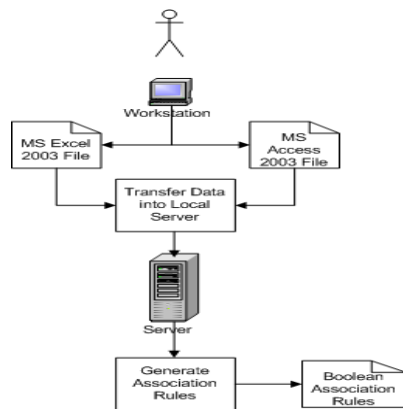 Workstation
MS Excel
2003 File
MS
Access
2003 File
Transfer Data
into Local
Server
Server
Generate
Association
Rules
Boolean
Association
Rules